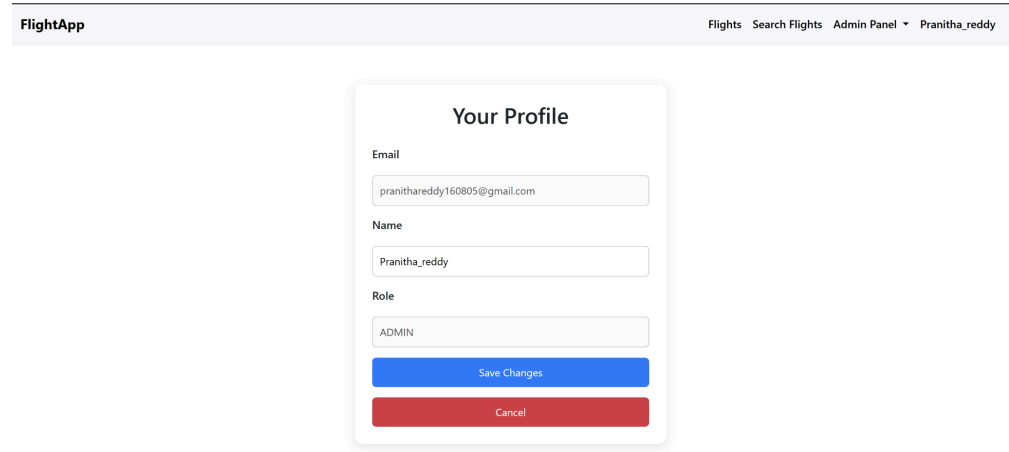 FlightApp Flights Search Flights Admin Panel Pranitha_reddy
Your Profile
Email
pranithareddy160805@gmail.com
Name
Pranitha_reddy
Role
ADMIN
Save Changes
Cancel